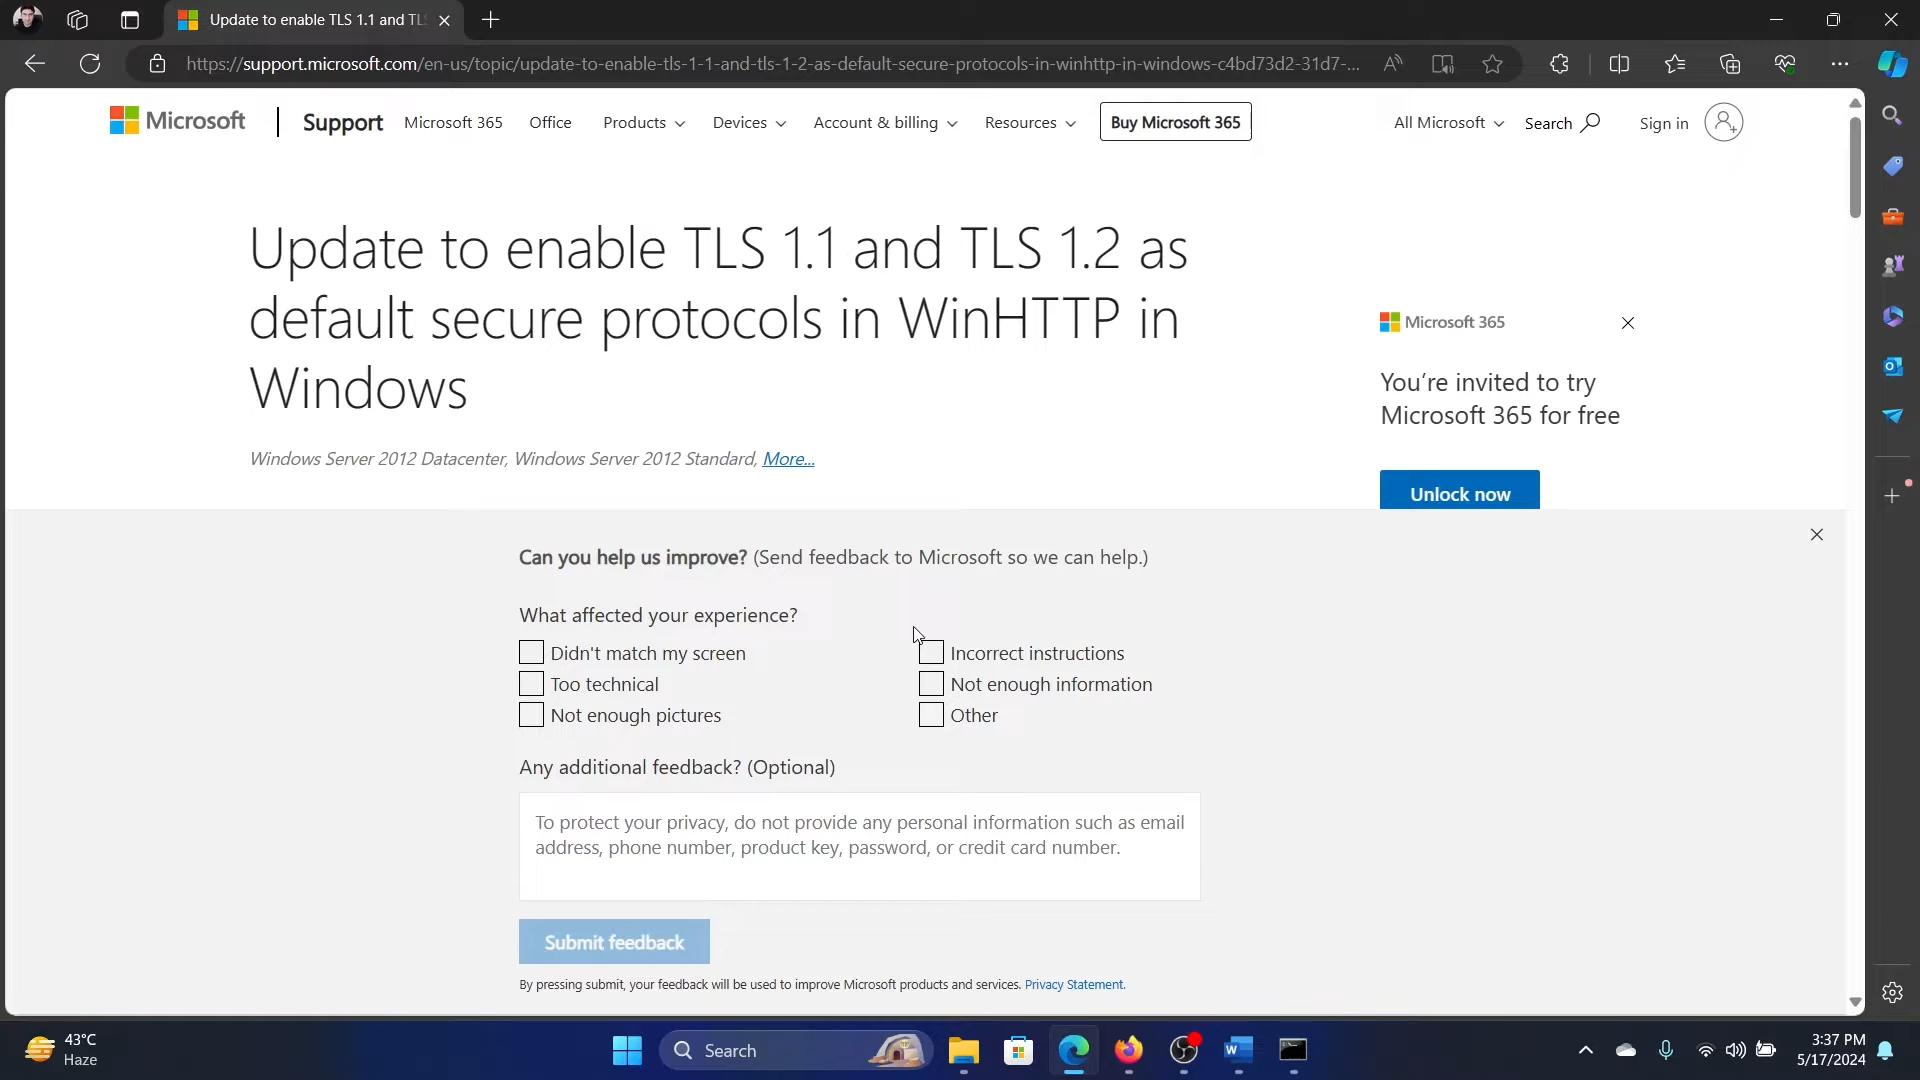 Update to enable TLS 1.1 and TLS
https://support.microsoft.com/en-us/topic/update-to-enable-tls-1-1-and-tls-1-2-as-default-secure-protocols-in-winhttp-in-windows-c4bd73d2-31d7-...
Microsoft Support Microsoft 365 Office Products Devices Account & billing Resources Buy Microsoft 365 All Microsoft Search Sign in
Update to enable TLS 1.1 and TLS 1.2 as
default secure protocols in WinHTTP in
Windows
Windows Server 2012 Datacenter, Windows Server 2012 Standard, More...
Microsoft 365
You're invited to try
Microsoft 365 for free
Unlock now
Can you help us improve? (Send feedback to Microsoft so we can help.)
What affected your experience?
Didn't match my screen
Incorrect instructions
Too technical
Not enough information
Not enough pictures
Other
Any additional feedback? (Optional)
To protect your privacy, do not provide any personal information such as email
address, phone number, product key, password, or credit card number.
Submit feedback
By pressing submit, your feedback will be used to improve Microsoft products and services. Privacy Statement.
43°C
Haze
Search
3:37 PM
5/17/2024